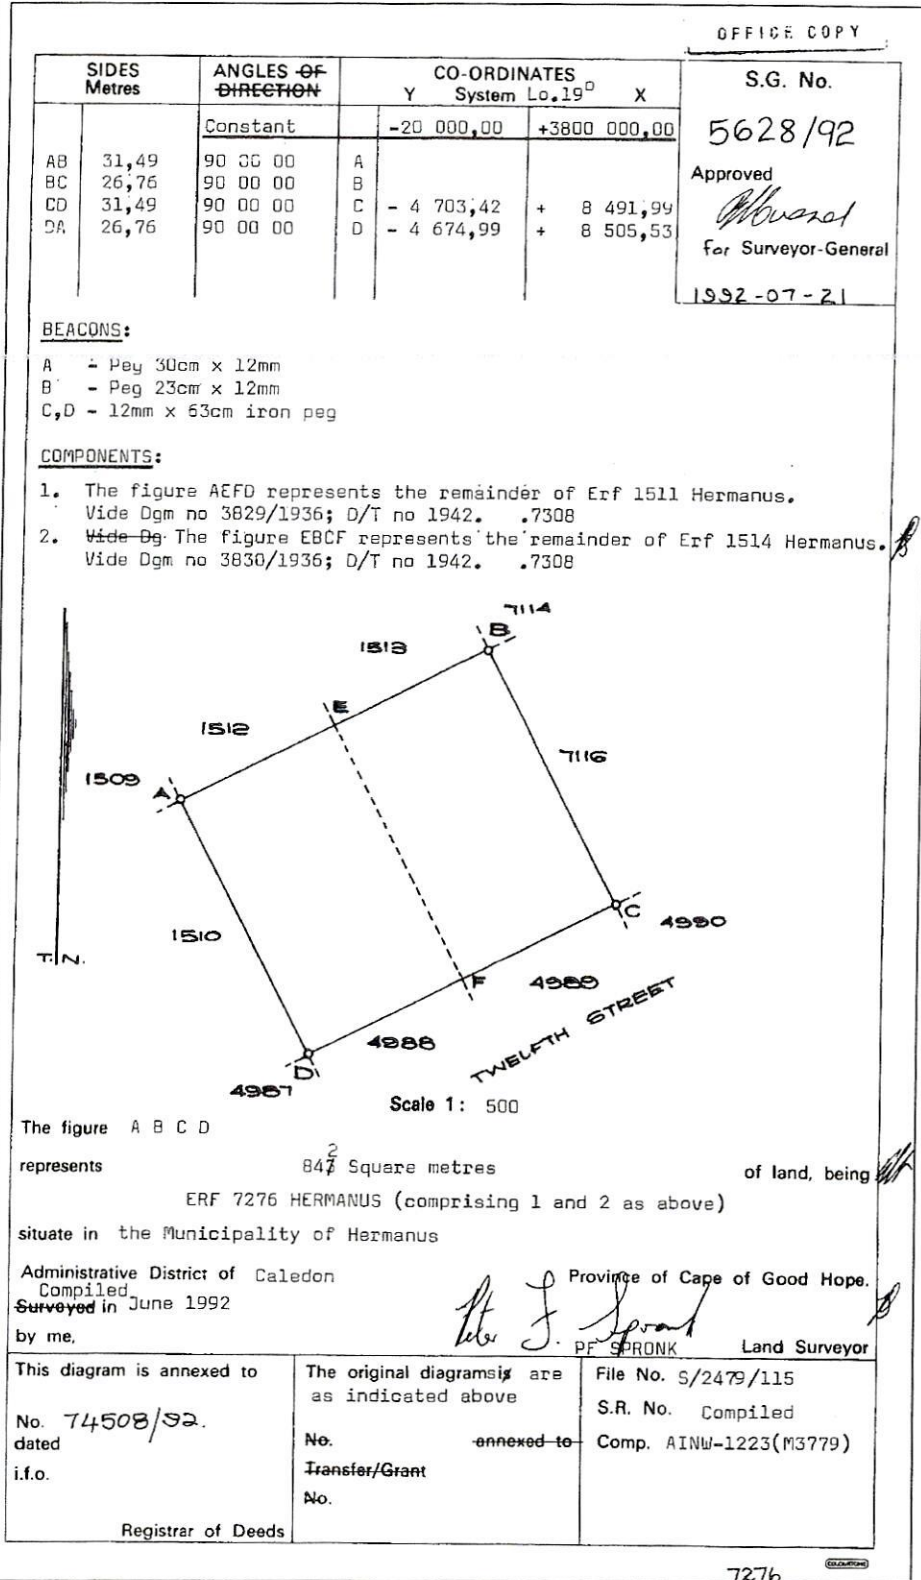 OFFICE COPY
SIDES
Metres
ANGLES OF
DIRECTION
CO-ORDINATES
Y System Lo.19° X
S.G. No.
5628/92
Approved
for Surveyor-General
1992-07-21
Constant -20 000,00 +3800 000,00
AB 31,49 90 00 00 A
BC 26,76 90 00 00 B
CD 31,49 90 00 00 C - 4 703,42 + 8 491,99
DA 26,76 90 00 00 D - 4 674,99 + 8 505,53
BEACONS:
A - Peg 30cm x 12mm
B - Peg 23cm x 12mm
C,D - 12mm x 63cm iron peg
COMPONENTS:
1. The figure AEFD represents the remainder of Erf 1511 Hermanus.
Vide Dgm no 3829/1936; D/T no 1942. .7308
2. Vide Dg. The figure EBCF represents the remainder of Erf 1514 Hermanus.
Vide Dgm no 3830/1936; D/T no 1942. .7308
7114
B
1513
E
1512
7116
1509
A
C
4990
1510
T. N.
F
4989
TWELFTH STREET
4988
D
4987
Scale 1: 500
The figure A B C D
represents 842 Square metres of land, being
ERF 7276 HERMANUS (comprising 1 and 2 as above)
situate in the Municipality of Hermanus
Administrative District of Caledon Province of Cape of Good Hope.
Compiled
Surveyed in June 1992
by me,
Peter F. Spronk
PF SPRONK Land Surveyor
This diagram is annexed to
No. 74508/92.
dated
i.f.o.
Registrar of Deeds
The original diagrams is are
as indicated above
No. annexed to
Transfer/Grant
No.
File No. S/2479/115
S.R. No. Compiled
Comp. AINW-1223(M3779)
7276